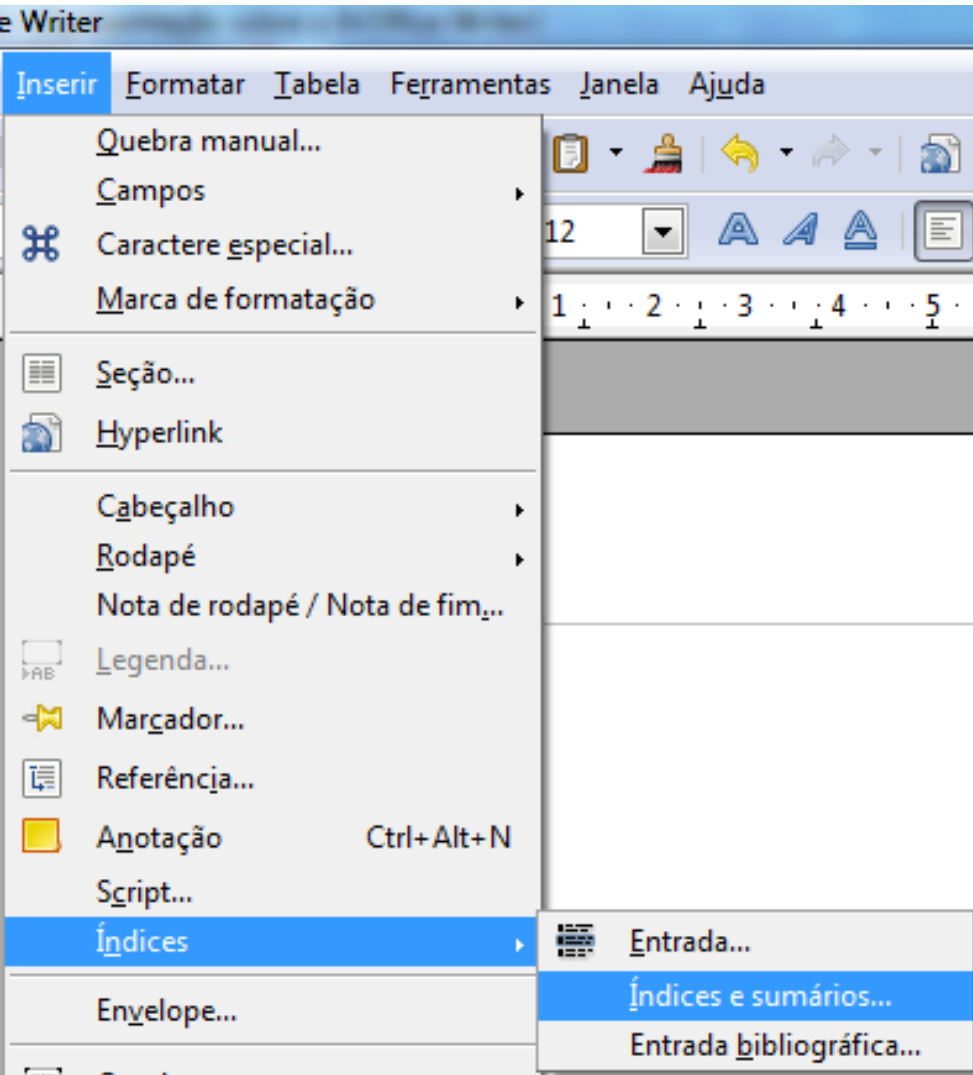 e Writer
Inserir Formatar Tabela Ferramentas Janela Ajuda
Quebra manual...
Campos
Caractere especial...
12
Marca de formatação
1 2 3 4 5
Seção...
Hyperlink
Cabeçalho
Rodapé
Nota de rodapé / Nota de fim...
AB Legenda...
Marcador...
Referência...
Anotação Ctrl+Alt+N
Script...
Índices
Entrada...
Índices e sumários...
Envelope...
Entrada bibliográfica...